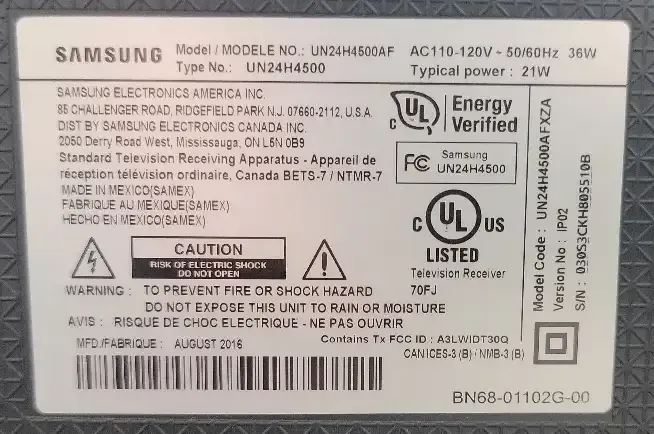 SAMSUNG Model / MODELE NO.: UN24H4500AF AC110-120V~ 50/60Hz 36W
Type No.: UN24H4500 Typical power : 21W
SAMSUNG ELECTRONICS AMERICA INC.
85 CHALLENGER ROAD, RIDGEFIELD PARK N.J. 07660-2112, U.S.A.
DIST BY SAMSUNG ELECTRONICS CANADA INC.
2050 Derry Road West, Mississauga, ON L5N 0B9
Standard Television Receiving Apparatus - Appareil de
réception télévision ordinaire, Canada BETS-7 / NTMR-7
MADE IN MEXICO(SAMEX)
FABRIQUE AU MEXIQUE(SAMEX)
HECHO EN MEXICO(SAMEX)
C UL Energy
Verified
FC Samsung
UN24H4500
C UL US
LISTED
Television Receiver
70FJ
CAUTION
RISK OF ELECTRIC SHOCK
DO NOT OPEN
WARNING : TO PREVENT FIRE OR SHOCK HAZARD
DO NOT EXPOSE THIS UNIT TO RAIN OR MOISTURE
AVIS : RISQUE DE CHOC ELECTRIQUE - NE PAS OUVRIR
MFD/FABRIQUE : AUGUST 2016
Contains Tx FCC ID : A3LWIDT30Q
CAN ICES-3 (B) / NMB-3 (B)
Model Code : UN24H4500AFXZA
Version No : IP02
S/N : 030S3CKH805510B
BN68-01102G-00